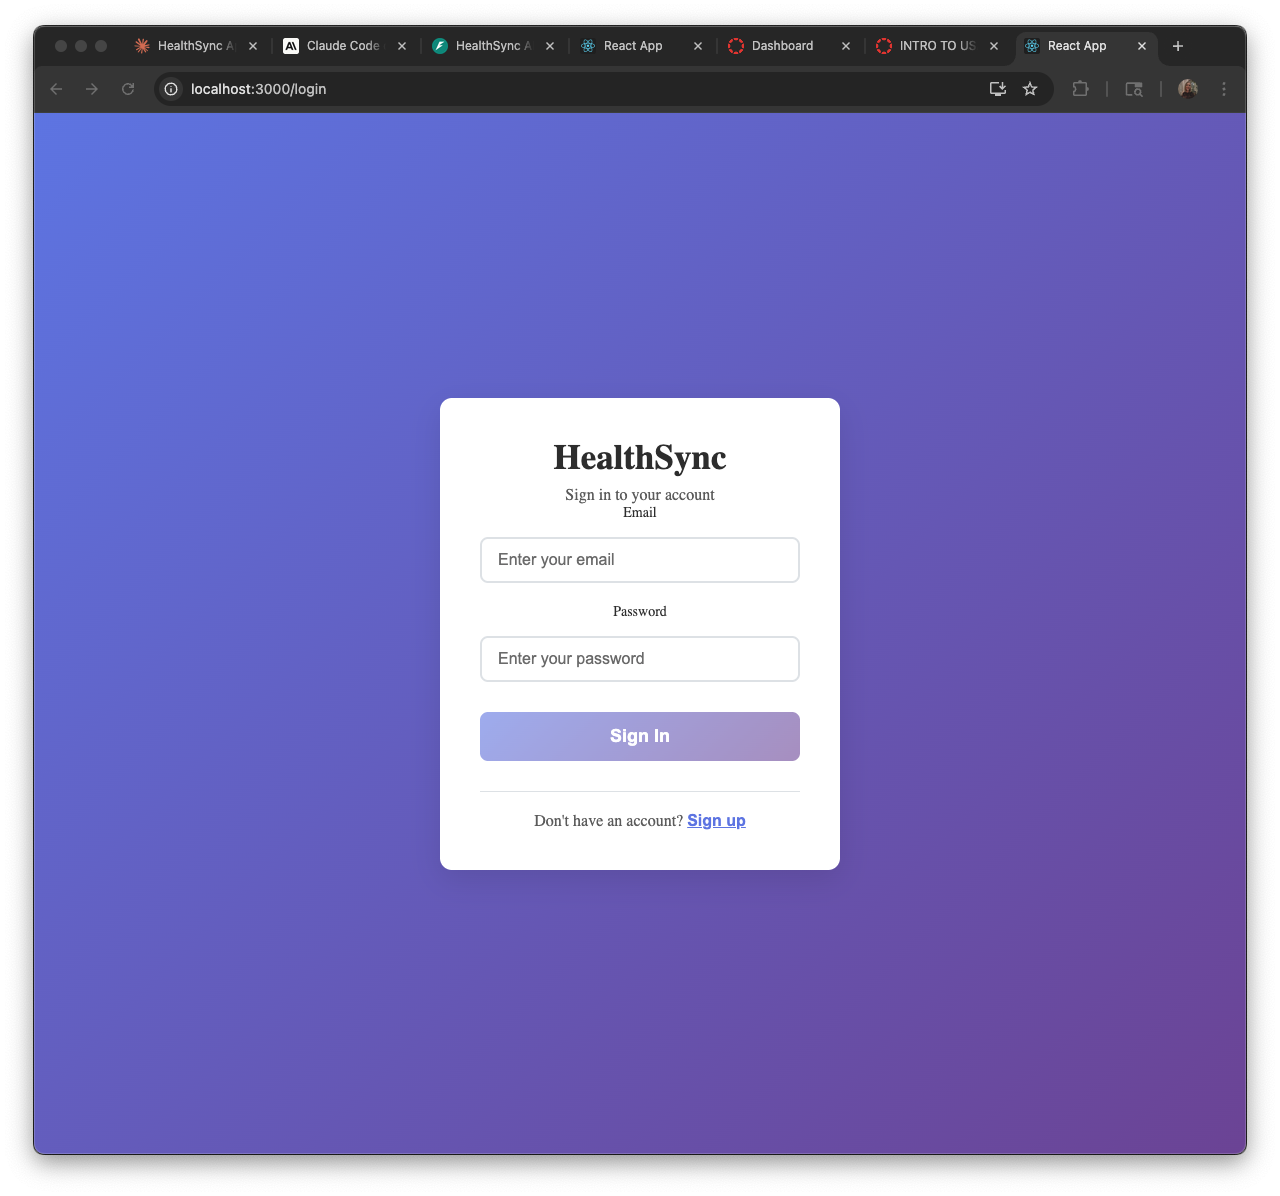 HealthSync A
Claude Code
HealthSync A
React App
Dashboard
INTRO TO US
React App
localhost:3000/login
HealthSync
Sign in to your account
Email
Enter your email
Password
Enter your password
Sign In
Don't have an account? Sign up